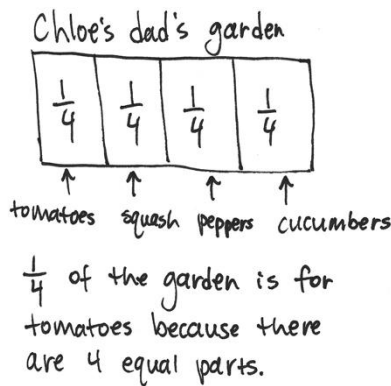 Chloe's dad's garden
1/4 1/4 1/4 1/4
tomatoes squash peppers cucumbers
1/4 of the garden is for
tomatoes because there
are 4 equal parts.